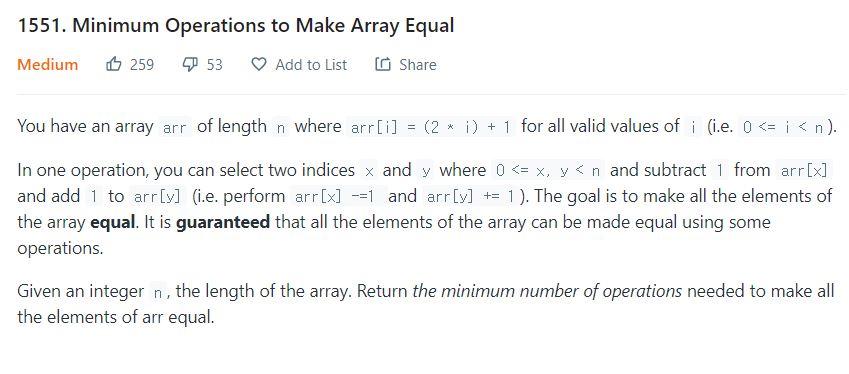 1551. Minimum Operations to Make Array Equal
Medium 259 53 Add to List Share
You have an array arr of length n where arr[i] = (2 * i) + 1 for all valid values of i (i.e. 0 <= i < n).
In one operation, you can select two indices x and y where 0 <= x, y < n and subtract 1 from arr[x]
and add 1 to arr[y] (i.e. perform arr[x] -=1 and arr[y] += 1). The goal is to make all the elements of
the array equal. It is guaranteed that all the elements of the array can be made equal using some
operations.
Given an integer n, the length of the array. Return the minimum number of operations needed to make all
the elements of arr equal.